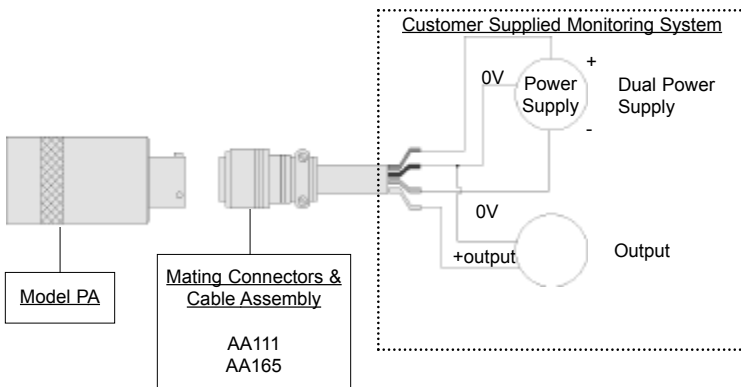 Customer Supplied Monitoring System
+
0V
Power
Supply
Dual Power
Supply
-
0V
+output
Output
Model PA
Mating Connectors &
Cable Assembly
AA111
AA165